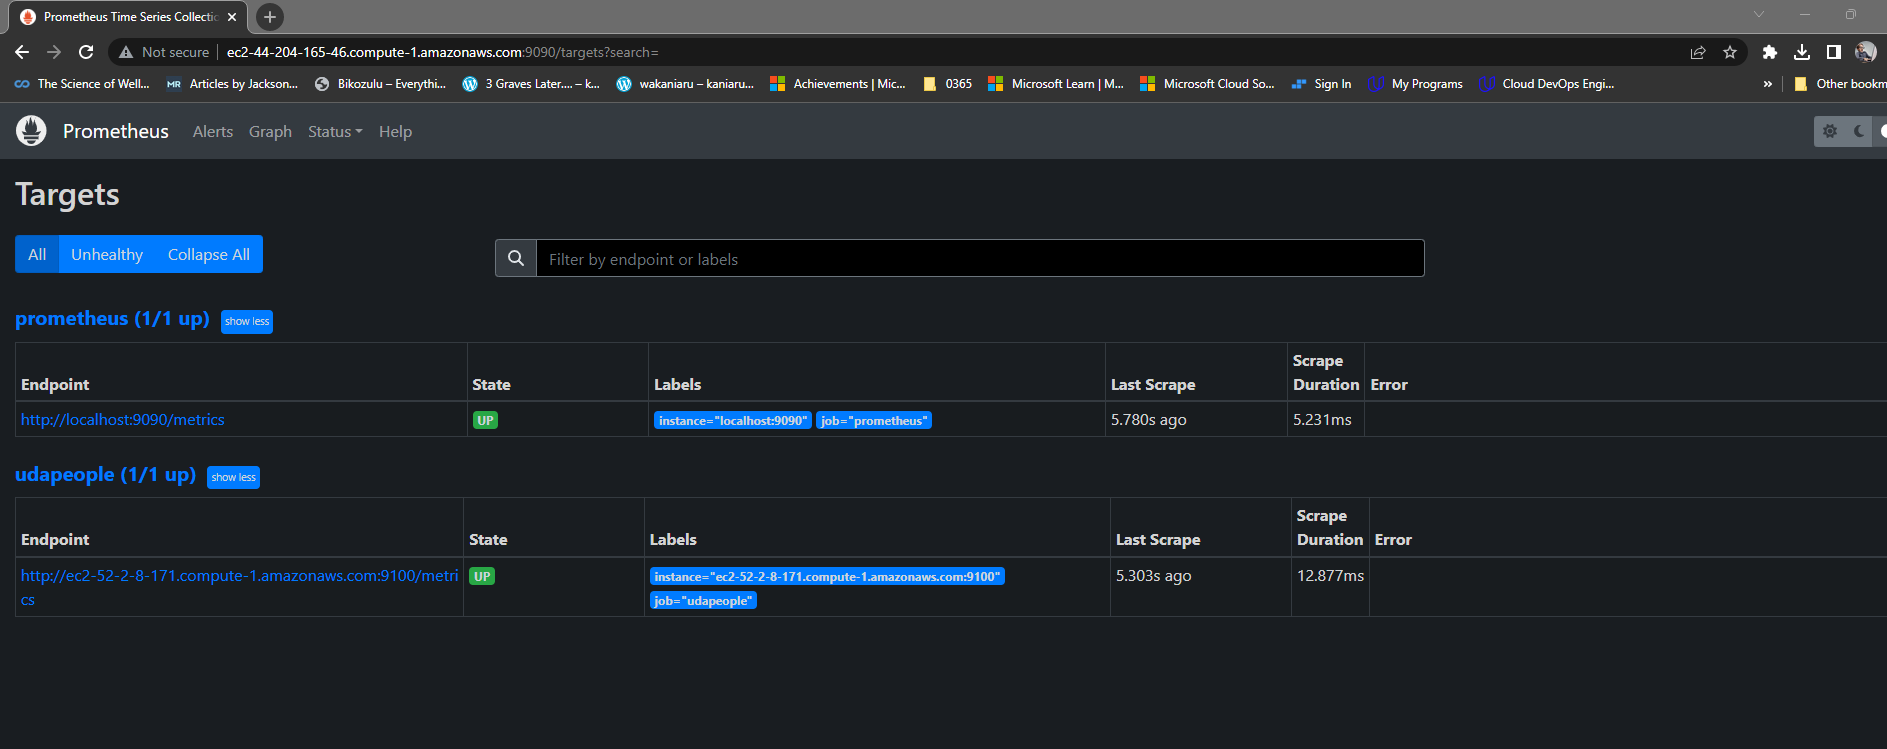 Prometheus Time Series Collectio
Not secure ec2-44-204-165-46.compute-1.amazonaws.com:9090/targets?search=
The Science of Well... MR Articles by Jackson... Bikozulu – Everythi... 3 Graves Later.... – k... wakaniaru – kaniaru... Achievements | Mic... 0365 Microsoft Learn | M... Microsoft Cloud So... Sign In My Programs Cloud DevOps Engi... » Other bookm
Prometheus Alerts Graph Status Help
Targets
All Unhealthy Collapse All Filter by endpoint or labels
prometheus (1/1 up) show less
Endpoint State Labels Last Scrape Scrape Duration Error
http://localhost:9090/metrics UP instance="localhost:9090" job="prometheus" 5.780s ago 5.231ms
udapeople (1/1 up) show less
Endpoint State Labels Last Scrape Scrape Duration Error
http://ec2-52-2-8-171.compute-1.amazonaws.com:9100/metri UP instance="ec2-52-2-8-171.compute-1.amazonaws.com:9100" 5.303s ago 12.877ms
cs job="udapeople"